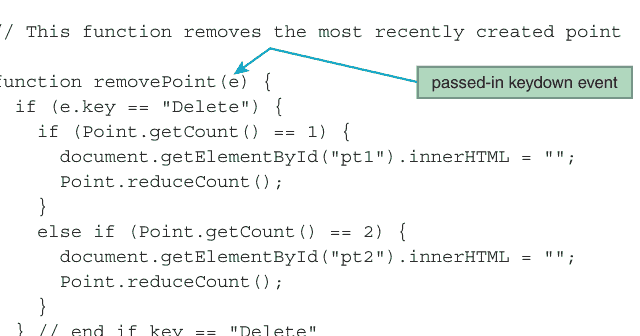 // This function removes the most recently created point
function removePoint(e) {
passed-in keydown event
if (e.key == "Delete") {
if (Point.getCount() == 1) {
document.getElementById("pt1").innerHTML = "";
Point.reduceCount();
}
else if (Point.getCount() == 2) {
document.getElementById("pt2").innerHTML = "";
Point.reduceCount();
}
} // end if key == "Delete"